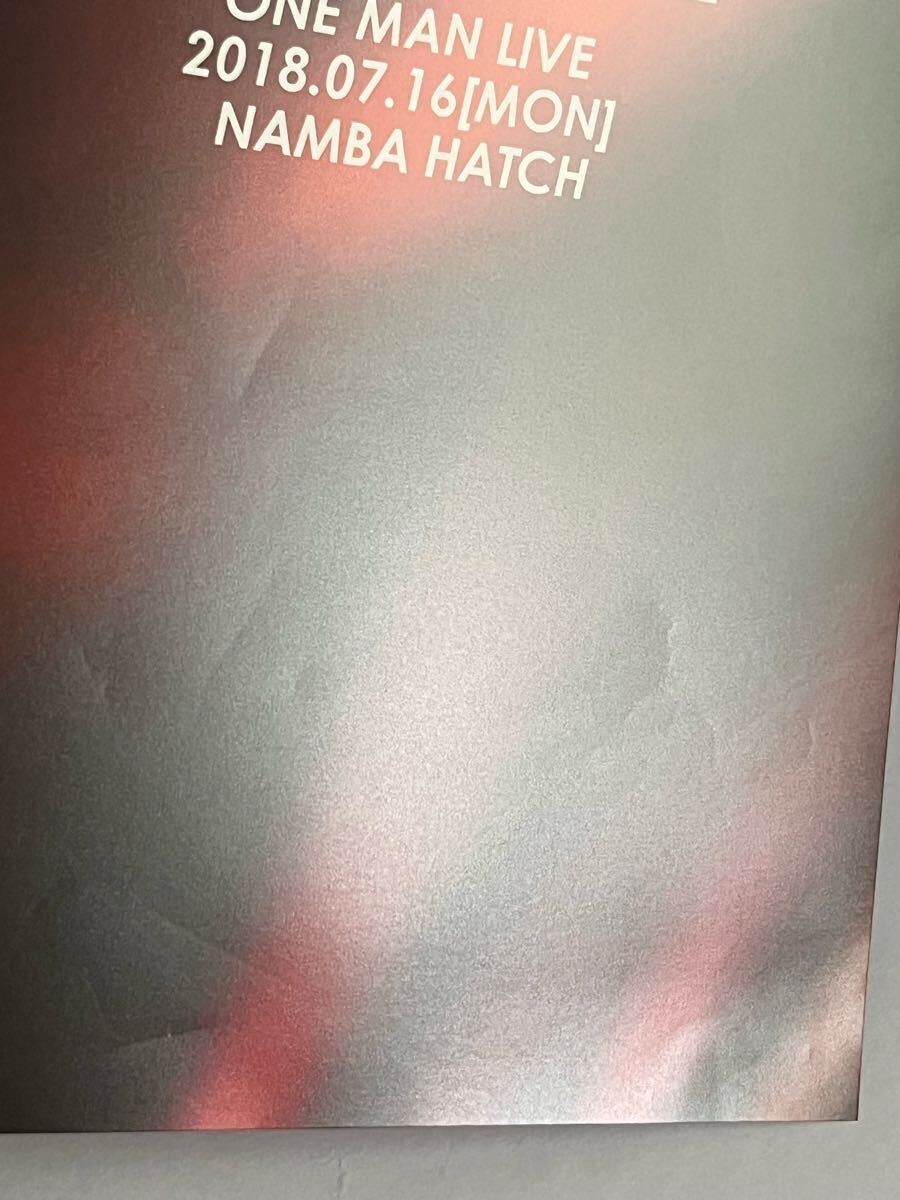 ONE MAN LIVE
2018.07.16[MON]
NAMBA HATCH